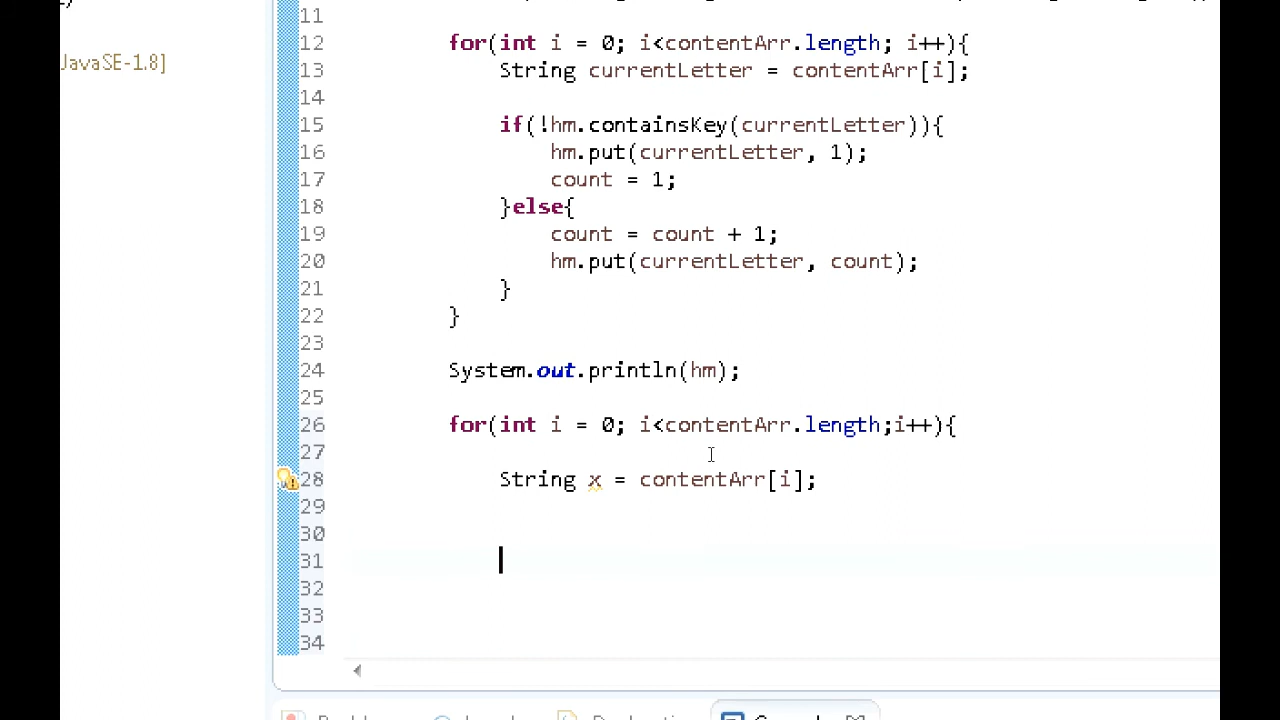 JavaSE-1.8]
11
12 for(int i = 0; i<contentArr.length; i++){
13 String currentLetter = contentArr[i];
14
15 if(!hm.containsKey(currentLetter)){
16 hm.put(currentLetter, 1);
17 count = 1;
18 }else{
19 count = count + 1;
20 hm.put(currentLetter, count);
21 }
22 }
23
24 System.out.println(hm);
25
26 for(int i = 0; i<contentArr.length;i++){
27
28 String x = contentArr[i];
29
30
31
32
33
34